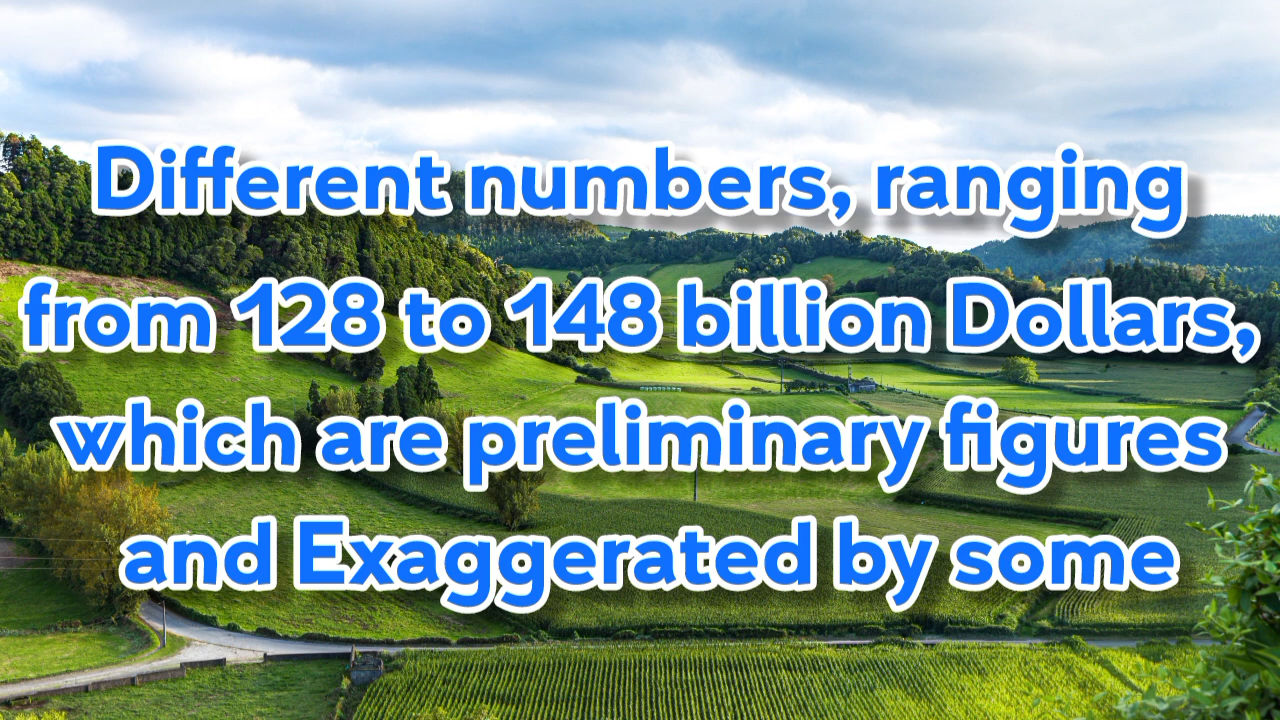 Different numbers, ranging
from 128 to 148 billion Dollars,
which are preliminary figures
and Exaggerated by some